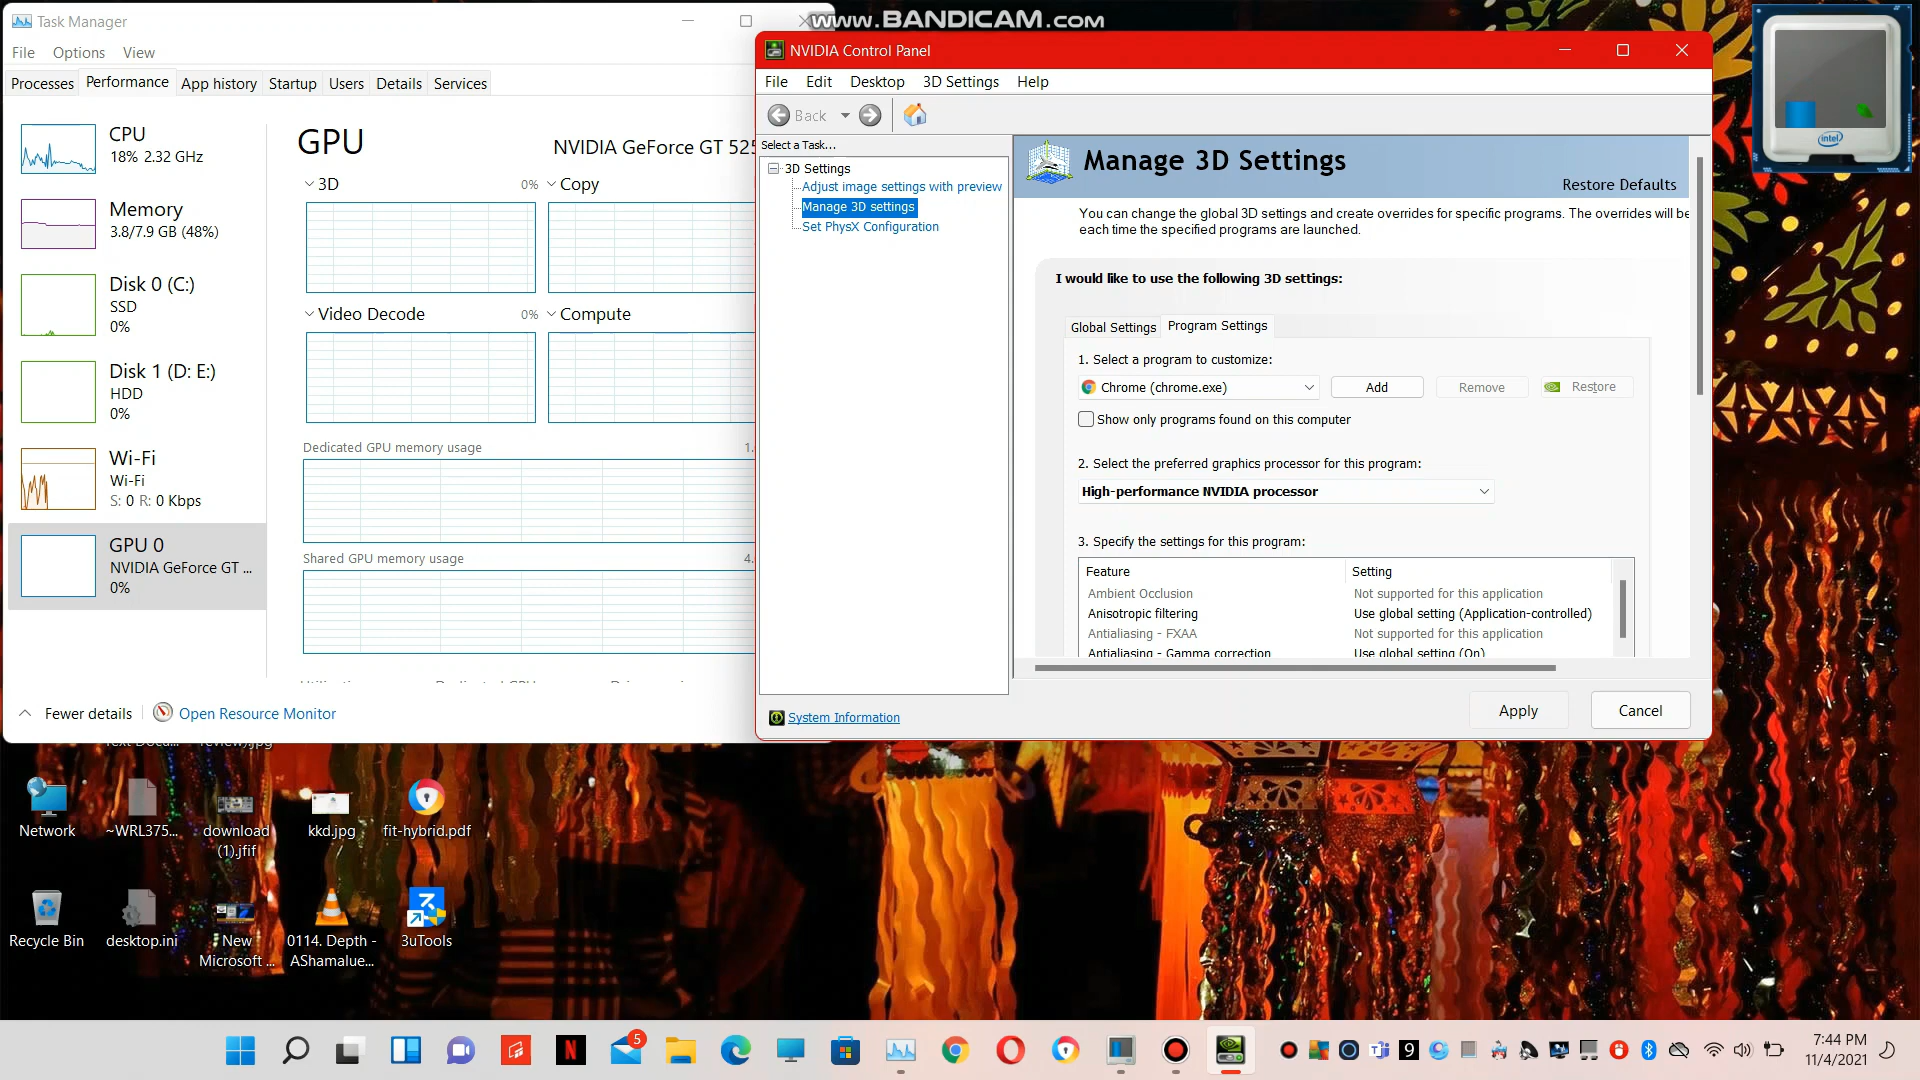 Task Manager
File Options View
Processes Performance App history Startup Users Details Services
CPU
18% 2.32 GHz
Memory
3.8/7.9 GB (48%)
Disk 0 (C:)
SSD
0%
Disk 1 (D: E:)
HDD
0%
Wi-Fi
Wi-Fi
S: 0 R: 0 Kbps
GPU 0
NVIDIA GeForce GT ...
0%
GPU
NVIDIA GeForce GT 525
3D 0% Copy
Video Decode 0% Compute
Dedicated GPU memory usage 1.
Shared GPU memory usage 4.
Fewer details Open Resource Monitor
www.BANDICAM.com
NVIDIA Control Panel
File Edit Desktop 3D Settings Help
Back
Select a Task...
3D Settings
Adjust image settings with preview
Manage 3D settings
Set PhysX Configuration
System Information
Manage 3D Settings
Restore Defaults
You can change the global 3D settings and create overrides for specific programs. The overrides will be
each time the specified programs are launched.
I would like to use the following 3D settings:
Global Settings Program Settings
1. Select a program to customize:
Chrome (chrome.exe) Add Remove Restore
Show only programs found on this computer
2. Select the preferred graphics processor for this program:
High-performance NVIDIA processor
3. Specify the settings for this program:
Feature Setting
Ambient Occlusion Not supported for this application
Anisotropic filtering Use global setting (Application-controlled)
Antialiasing - FXAA Not supported for this application
Antialiasing - Gamma correction Use global setting (On)
Apply Cancel
intel
Network
~WRL375...
download
(1).jfif
kkd.jpg
fit-hybrid.pdf
Recycle Bin
desktop.ini
New
Microsoft ...
0114. Depth -
AShamalue...
3uTools
5
N
9
7:44 PM
11/4/2021